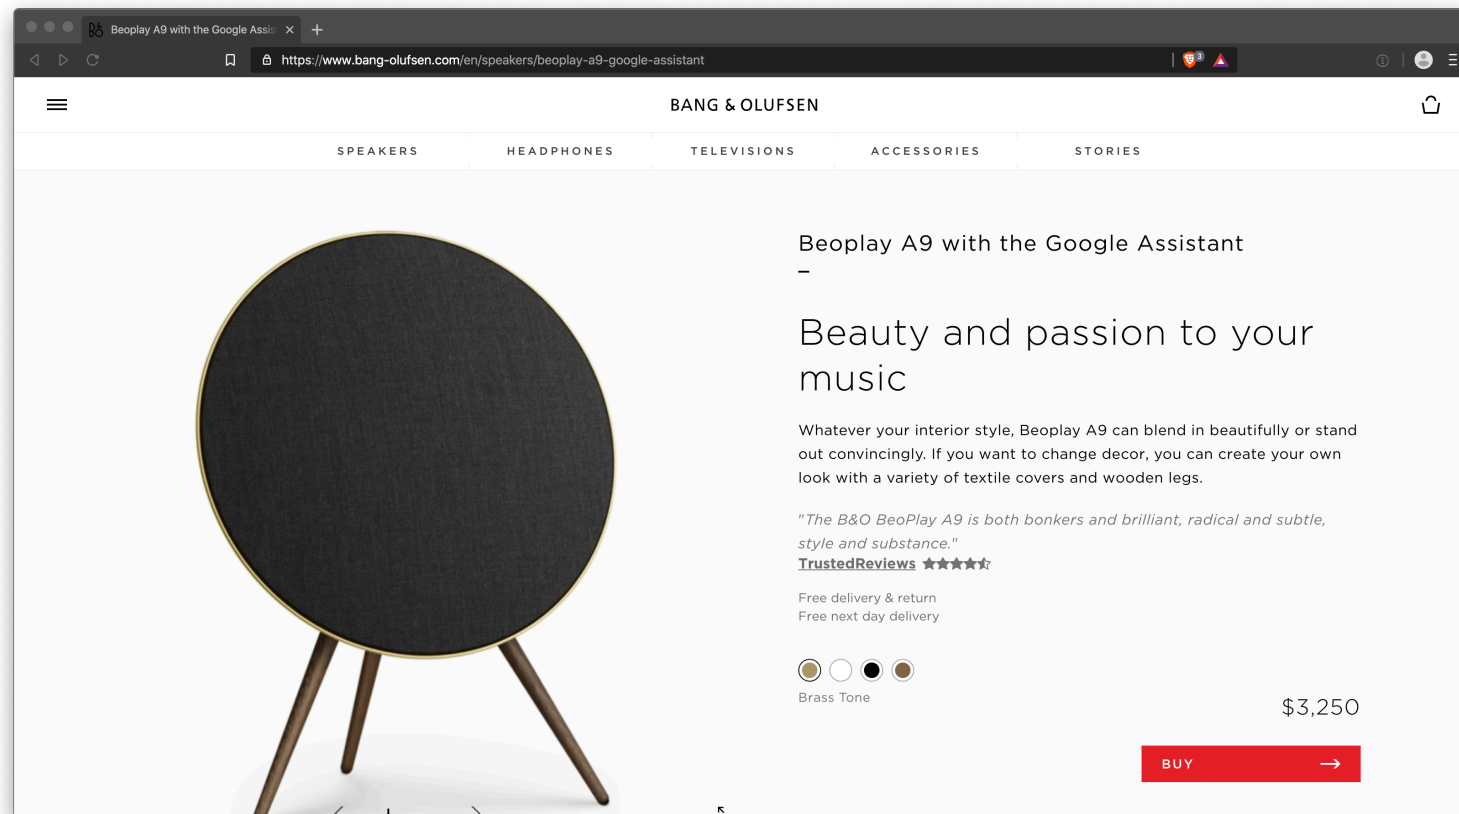 Beoplay A9 with the Google Assis
https://www.bang-olufsen.com/en/speakers/beoplay-a9-google-assistant
3
BANG & OLUFSEN
SPEAKERS
HEADPHONES
TELEVISIONS
ACCESSORIES
STORIES
Beoplay A9 with the Google Assistant
Beauty and passion to your
music
Whatever your interior style, Beoplay A9 can blend in beautifully or stand
out convincingly. If you want to change decor, you can create your own
look with a variety of textile covers and wooden legs.
"The B&O BeoPlay A9 is both bonkers and brilliant, radical and subtle,
style and substance."
TrustedReviews
Free delivery & return
Free next day delivery
Brass Tone
$3,250
BUY